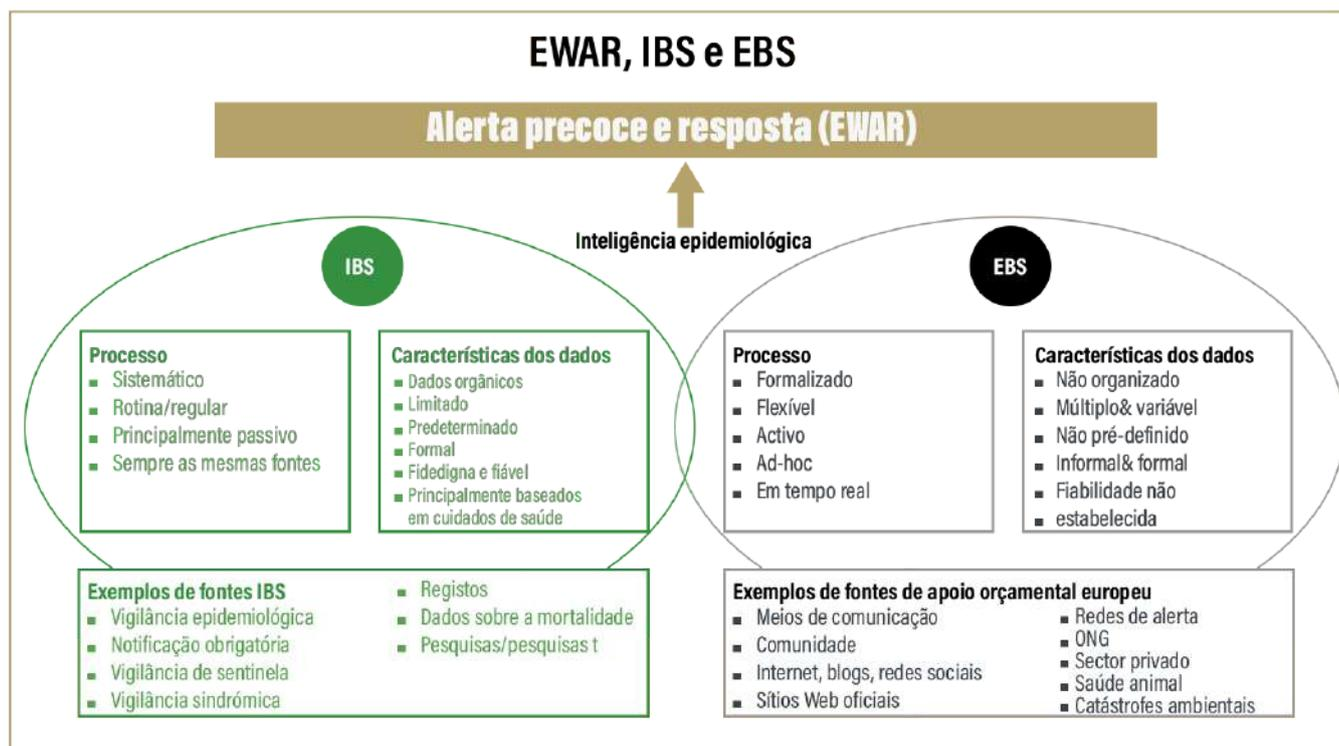 EWAR, IBS e EBS
Alerta precoce e resposta (EWAR)
Inteligência epidemiológica
IBS
Processo
Sistemático
Rotina/regular
Principalmente passivo
Sempre as mesmas fontes
Características dos dados
Dados orgânicos
Limitado
Predeterminado
Formal
Fidedigna e fiável
Principalmente baseados
em cuidados de saúde
Exemplos de fontes IBS
Vigilância epidemiológica
Notificação obrigatória
Vigilância de sentinela
Vigilância sindrómica
Registos
Dados sobre a mortalidade
Pesquisas/pesquisas t
EBS
Processo
Formalizado
Flexível
Activo
Ad-hoc
Em tempo real
Características dos dados
Não organizado
Múltiplo& variável
Não pré-definido
Informal& formal
Fiabilidade não
estabelecida
Exemplos de fontes de apoio orçamental europeu
Meios de comunicação
Comunidade
Internet, blogs, redes sociais
Sítios Web oficiais
Redes de alerta
ONG
Sector privado
Saúde animal
Catástrofes ambientais